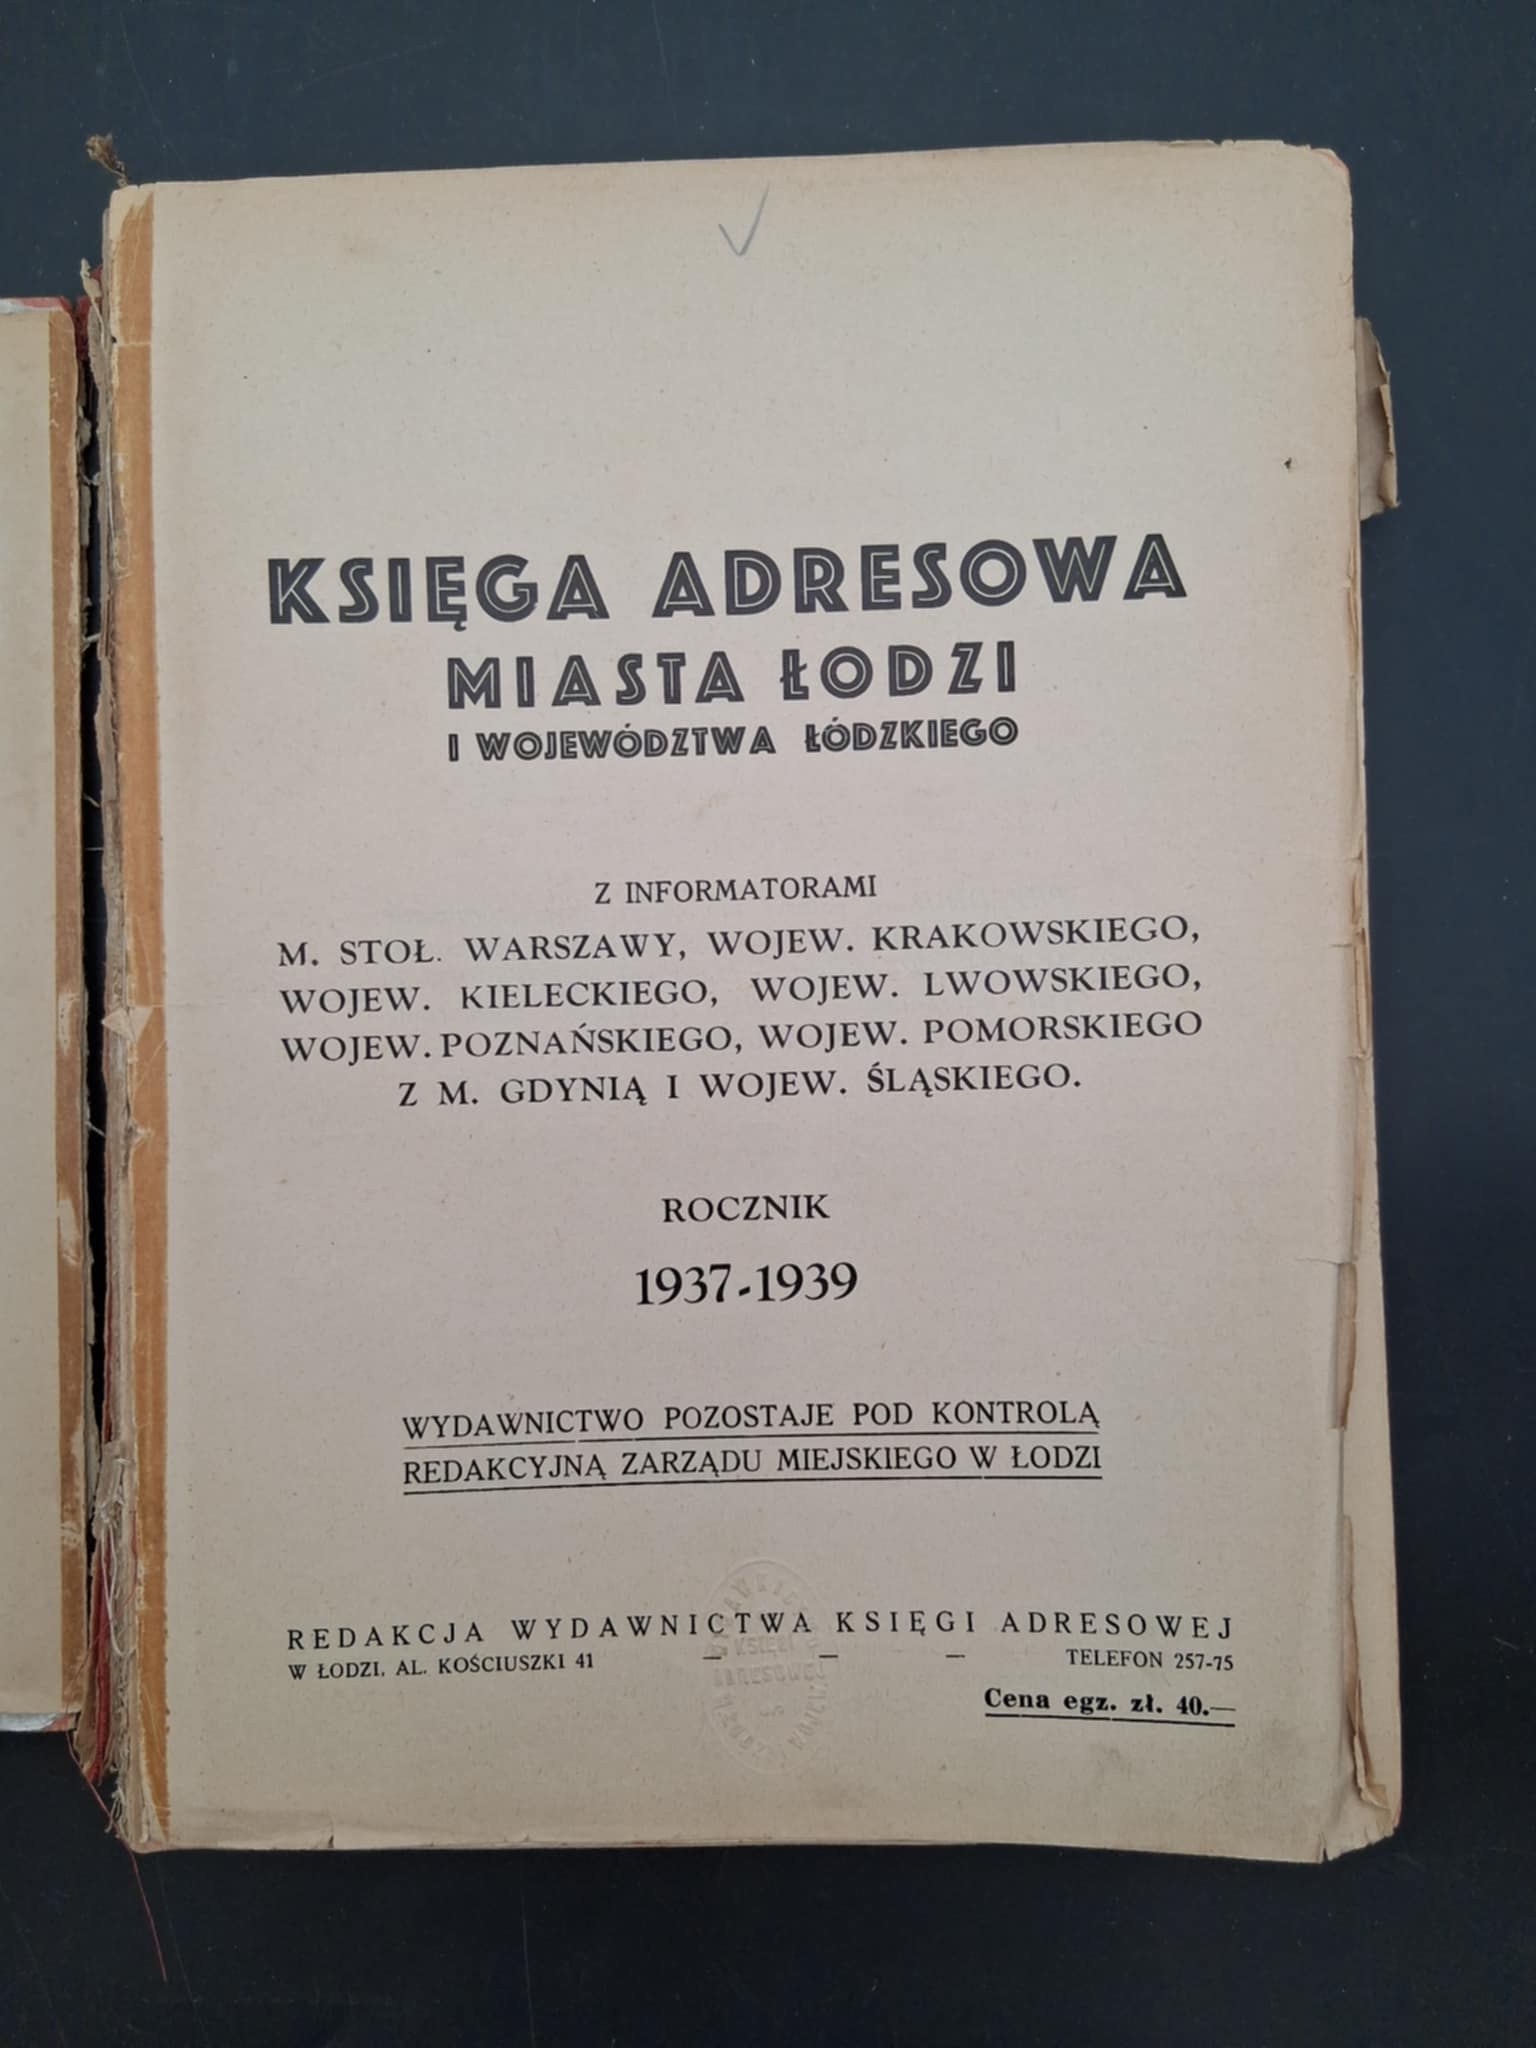 KSIĘGA ADRESOWA
MIASTA ŁODZI
I WOJEWÓDZTWA ŁÓDZKIEGO
Z INFORMATORAMI
M. STOŁ. WARSZAWY, WOJEW. KRAKOWSKIEGO,
WOJEW. KIELECKIEGO, WOJEW. LWOWSKIEGO,
WOJEW. POZNAŃSKIEGO, WOJEW. POMORSKIEGO
Z M. GDYNIĄ I WOJEW. ŚLĄSKIEGO.
ROCZNIK
1937-1939
WYDAWNICTWO POZOSTAJE POD KONTROLĄ
REDAKCYJNĄ ZARZĄDU MIEJSKIEGO W ŁODZI
REDAKCJA WYDAWNICTWA KSIĘGI ADRESOWEJ
W ŁODZI, AL. KOŚCIUSZKI 41 — — — TELEFON 257-75
Cena egz. zł. 40.—
KSIĘGI
ADRESOWEJ